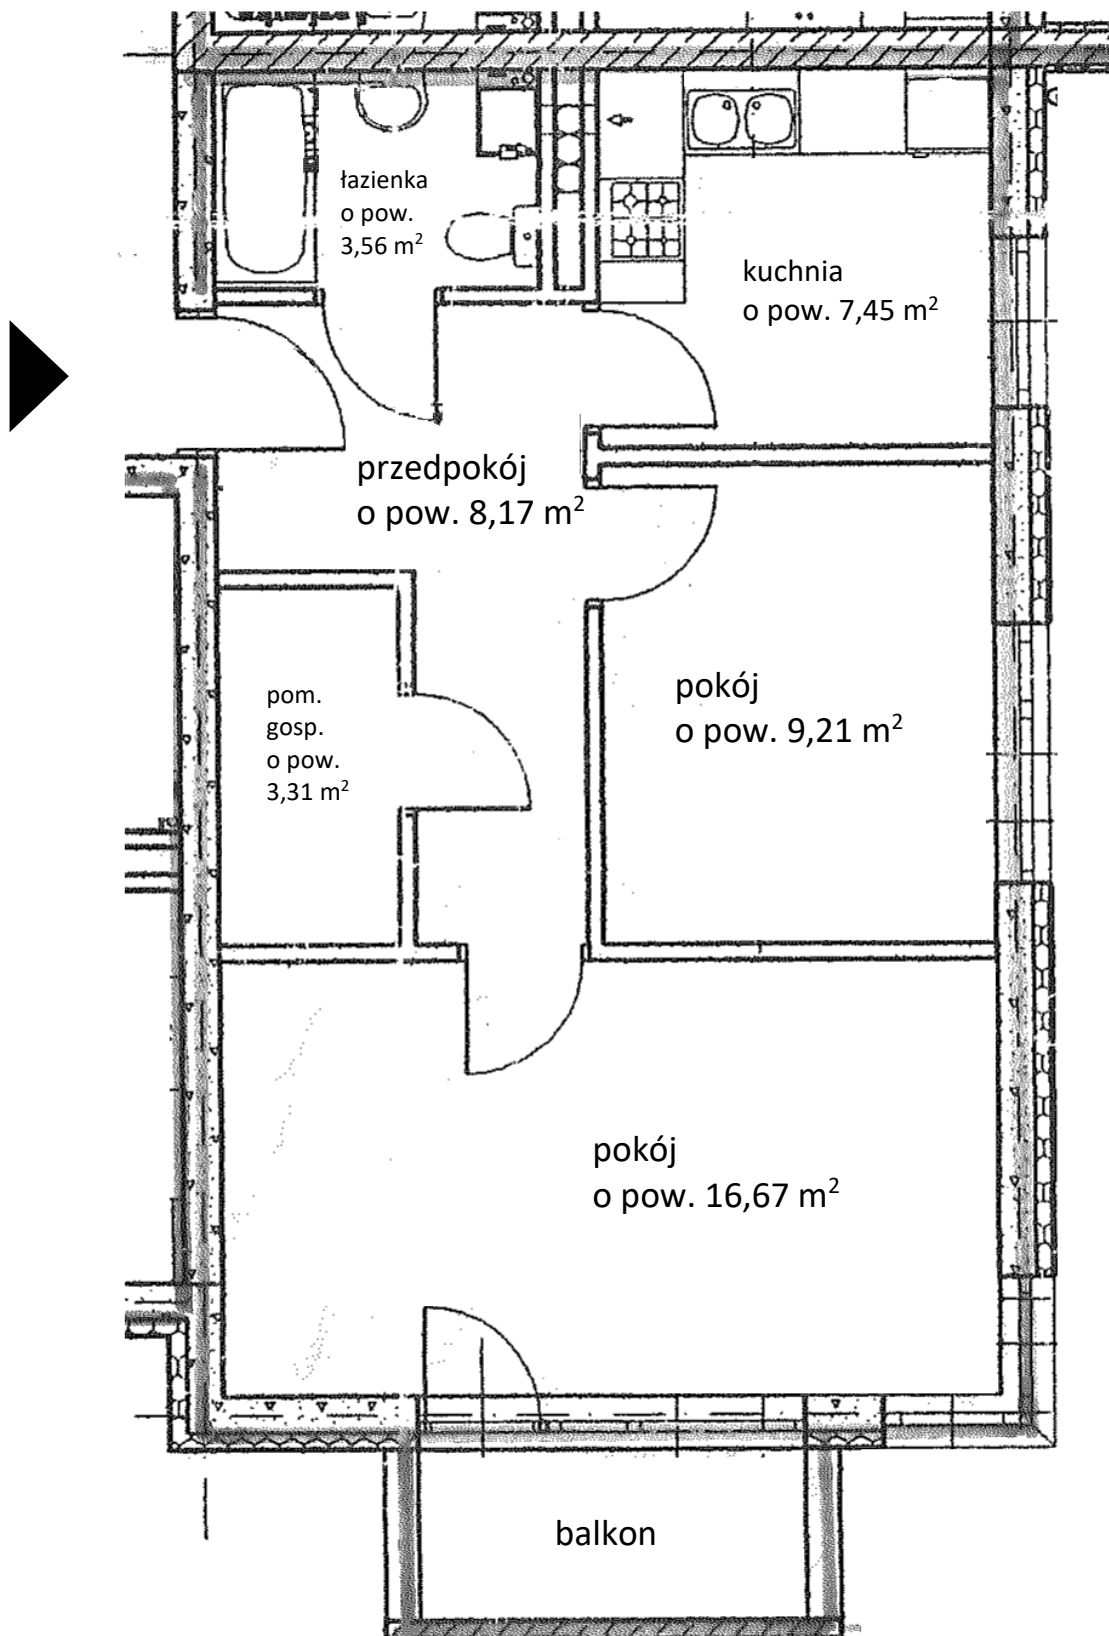 łazienka
o pow.
3,56 m²
kuchnia
o pow. 7,45 m²
przedpokój
o pow. 8,17 m²
pom.
gosp.
o pow.
3,31 m²
pokój
o pow. 9,21 m²
pokój
o pow. 16,67 m²
balkon